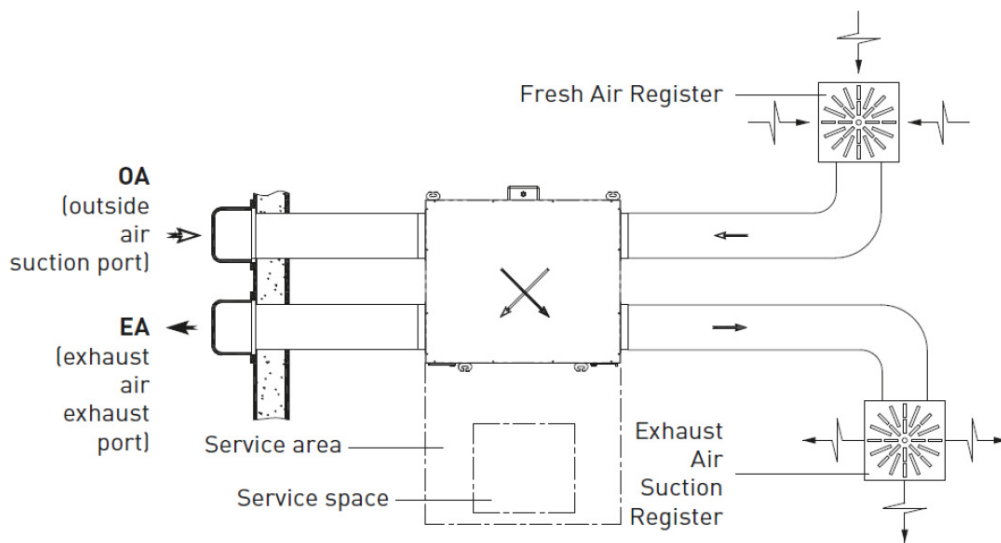 Fresh Air Register
OA
(outside
air
suction port)
EA
(exhaust
air
exhaust
port)
Service area
Service space
Exhaust
Air
Suction
Register